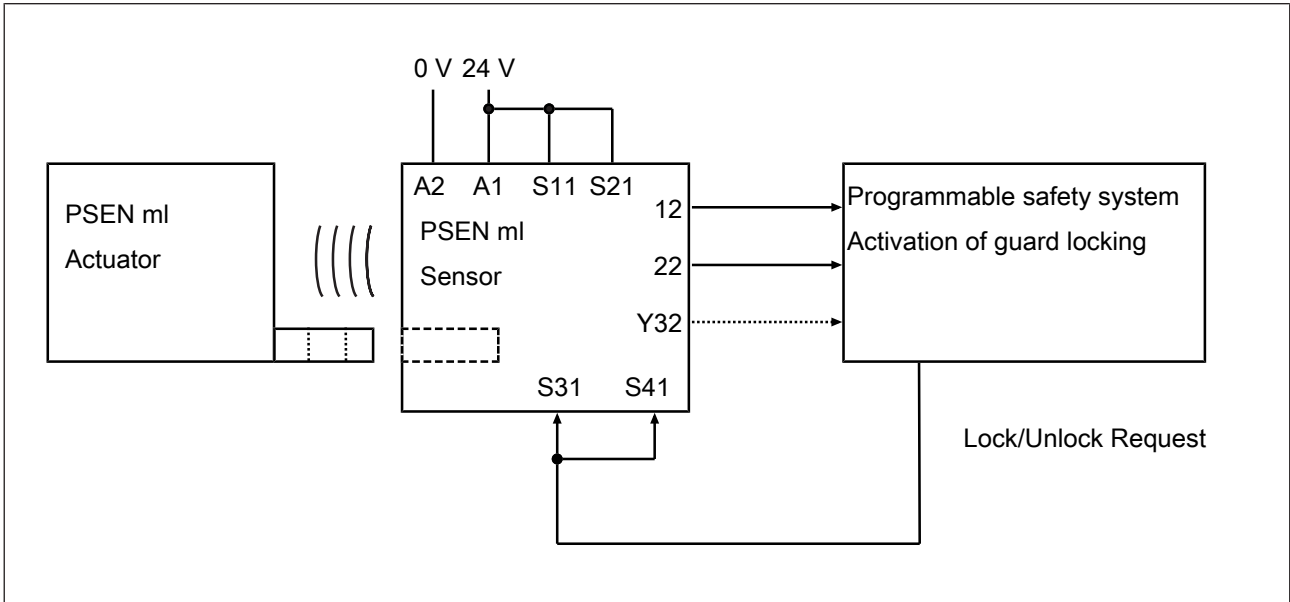 0 V 24 V
A2 A1 S11 S21
PSEN ml
Actuator
PSEN ml
Sensor
12
22
Y32
S31 S41
Programmable safety system
Activation of guard locking
Lock/Unlock Request